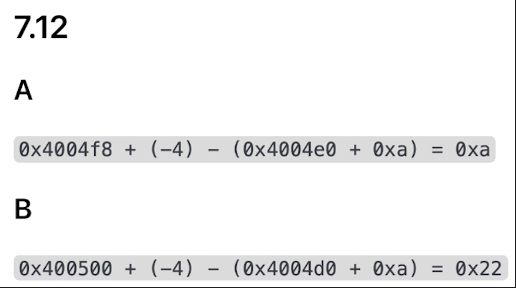 7.12
A
0x4004f8 + (-4) - (0x4004e0 + 0xa) = 0xa
B
0x400500 + (-4) - (0x4004d0 + 0xa) = 0x22